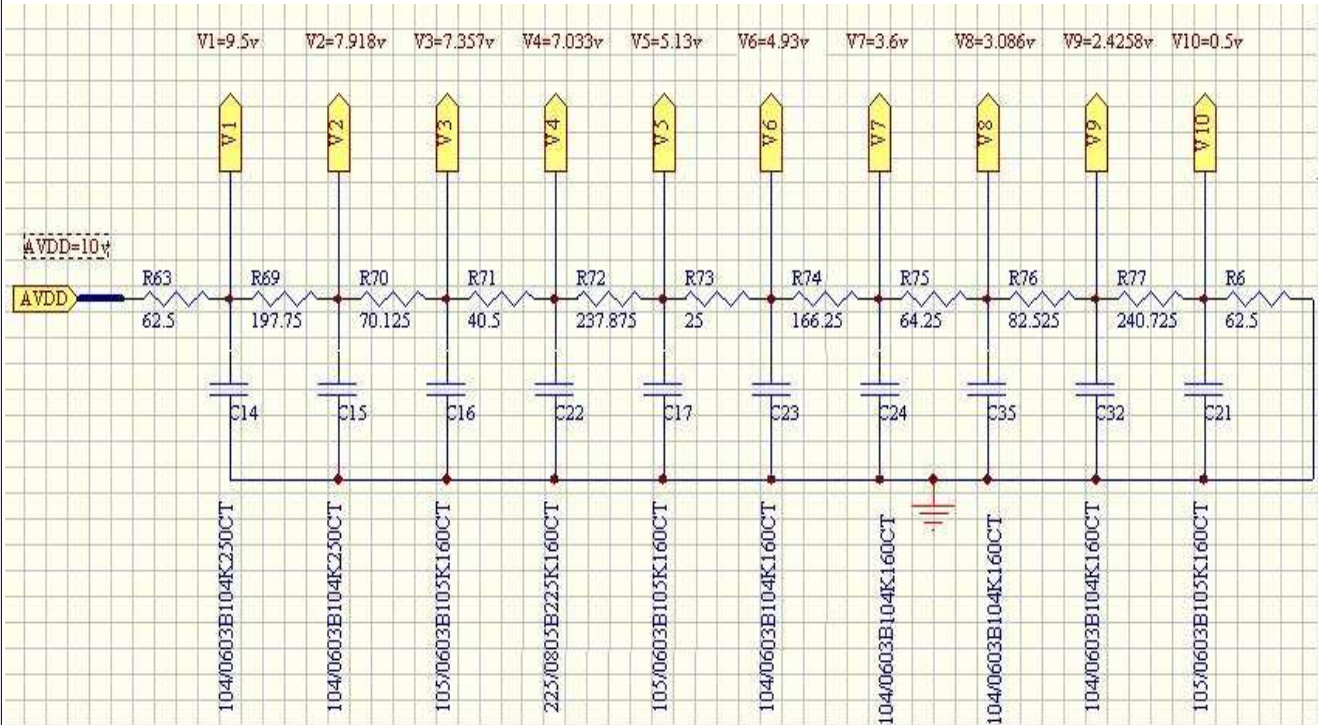 V1=9.5v V2=7.918v V3=7.357v V4=7.033v V5=5.13v V6=4.93v V7=3.6v V8=3.086v V9=2.4258v V10=0.5v
V1 V2 V3 V4 V5 V6 V7 V8 V9 V10
AVDD=10v
R63 R69 R70 R71 R72 R73 R74 R75 R76 R77 R6
AVDD
62.5 197.75 70.125 40.5 237.875 25 166.25 64.25 82.525 240.725 62.5
C14 C15 C16 C22 C17 C23 C24 C35 C32 C21
104/0603B104K250CT
104/0603B104K250CT
105/0603B105K160CT
225/0805B225K160CT
105/0603B105K160CT
104/0603B104K160CT
104/0603B104K160CT
104/0603B104K160CT
104/0603B104K160CT
105/0603B105K160CT